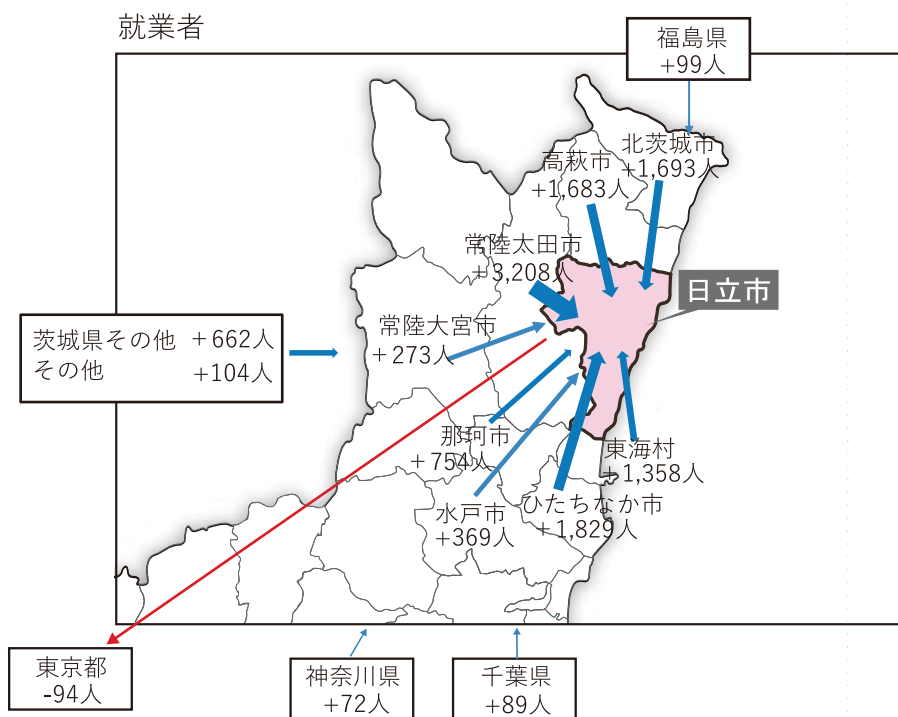 就業者
福島県
+99人
北茨城市
+1,693人
高萩市
+1,683人
常陸太田市
+3,208人
日立市
茨城県その他 +662人
その他 +104人
常陸大宮市
+273人
那珂市
+754人
東海村
+1,358人
水戸市
+369人
ひたちなか市
+1,829人
東京都
-94人
神奈川県
+72人
千葉県
+89人